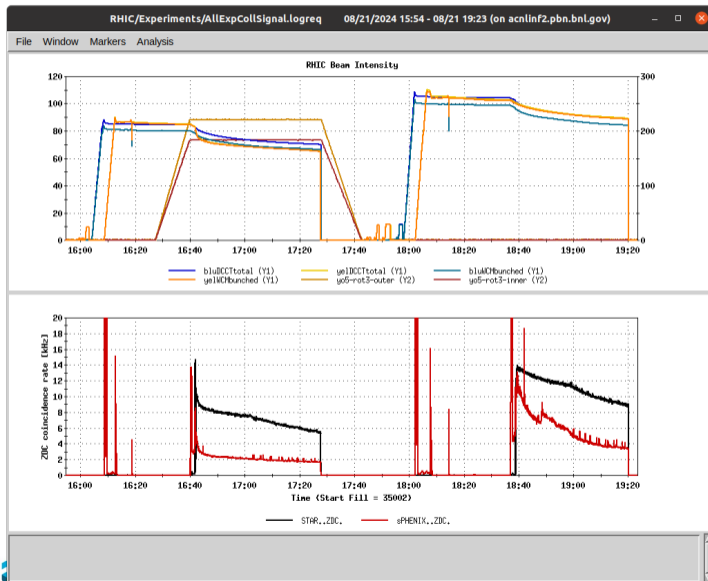 RHIC/Experiments/AllExpCollSignal.logreq 08/21/2024 15:54 - 08/21 19:23 (on acnlinf2.pbn.bnl.gov)
File Window Markers Analysis
RHIC Beam Intensity
120 300
100
80 200
60
40 100
20
0 0
16:00 16:20 16:40 17:00 17:20 17:40 18:00 18:20 18:40 19:00 19:20
bluDCCTtotal (Y1) yelDCCTtotal (Y1) bluWCMbunched (Y1)
yelWCMbunched (Y1) yo5-rot3-outer (Y2) yo5-rot3-inner (Y2)
ZDC coincidence rate [kHz]
20
18
16
14
12
10
8
6
4
2
0
16:00 16:20 16:40 17:00 17:20 17:40 18:00 18:20 18:40 19:00 19:20
Time (Start Fill = 35002)
STAR..ZDC. sPHENIX..ZDC.